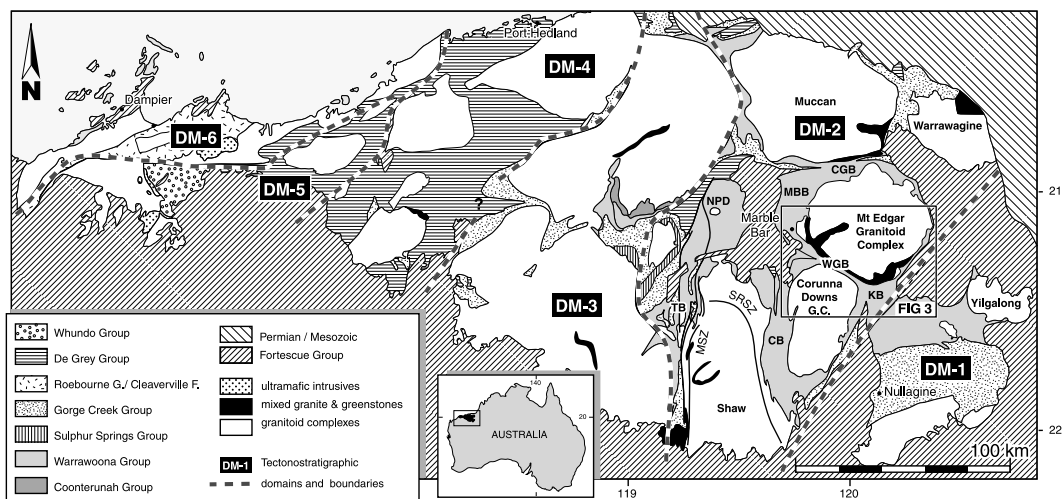 Port Hedland
DM-4
N
Dampier
Muccan
DM-2
DM-6
Warrawagine
CGB
DM-5
MBB
21
NPD
?
Marble
Bar
Mt Edgar
Granitoid
Complex
WGB
Corunna
Downs
G.C.
KB
SRSZ
FIG 3
Yilgalong
DM-3
TB
MSZ
CB
DM-1
Nullagine
Shaw
22
100 km
119
120
Whundo Group
De Grey Group
Roebourne G./ Cleaverville F.
Gorge Creek Group
Sulphur Springs Group
Warrawoona Group
Coonterunah Group
Permian / Mesozoic
Fortescue Group
ultramafic intrusives
mixed granite & greenstones
granitoid complexes
DM-1 Tectonostratigraphic
domains and boundaries
140
20
AUSTRALIA